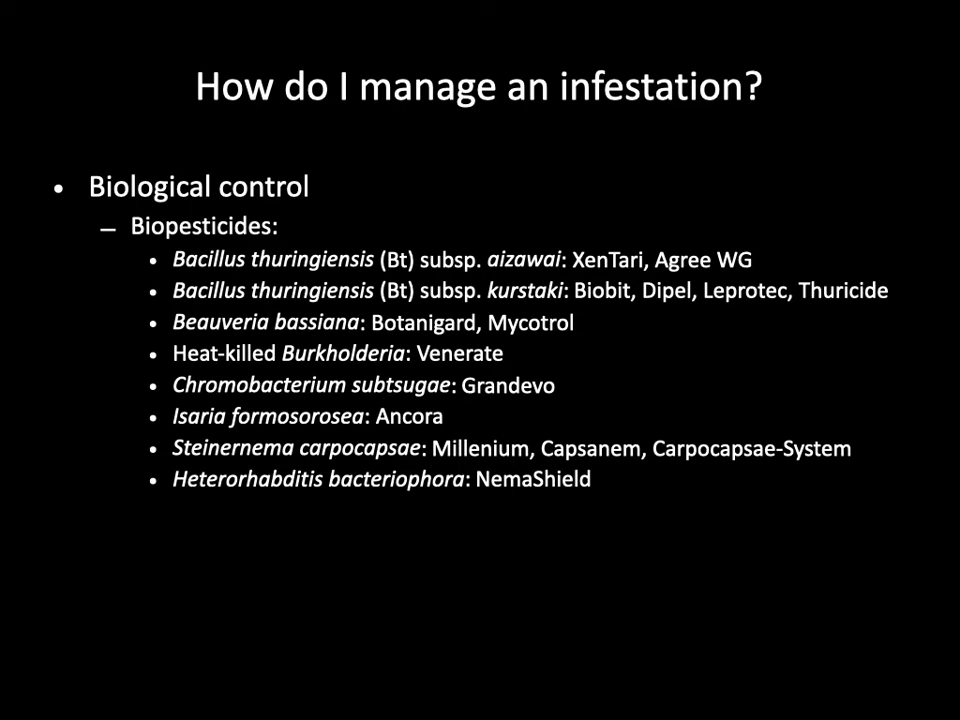 How do I manage an infestation?
• Biological control
– Biopesticides:
• Bacillus thuringiensis (Bt) subsp. aizawai: XenTari, Agree WG
• Bacillus thuringiensis (Bt) subsp. kurstaki: Biobit, Dipel, Leprotec, Thuricide
• Beauveria bassiana: Botanigard, Mycotrol
• Heat-killed Burkholderia: Venerate
• Chromobacterium subtsugae: Grandevo
• Isaria formosorosea: Ancora
• Steinernema carpocapsae: Millenium, Capsanem, Carpocapsae-System
• Heterorhabditis bacteriophora: NemaShield